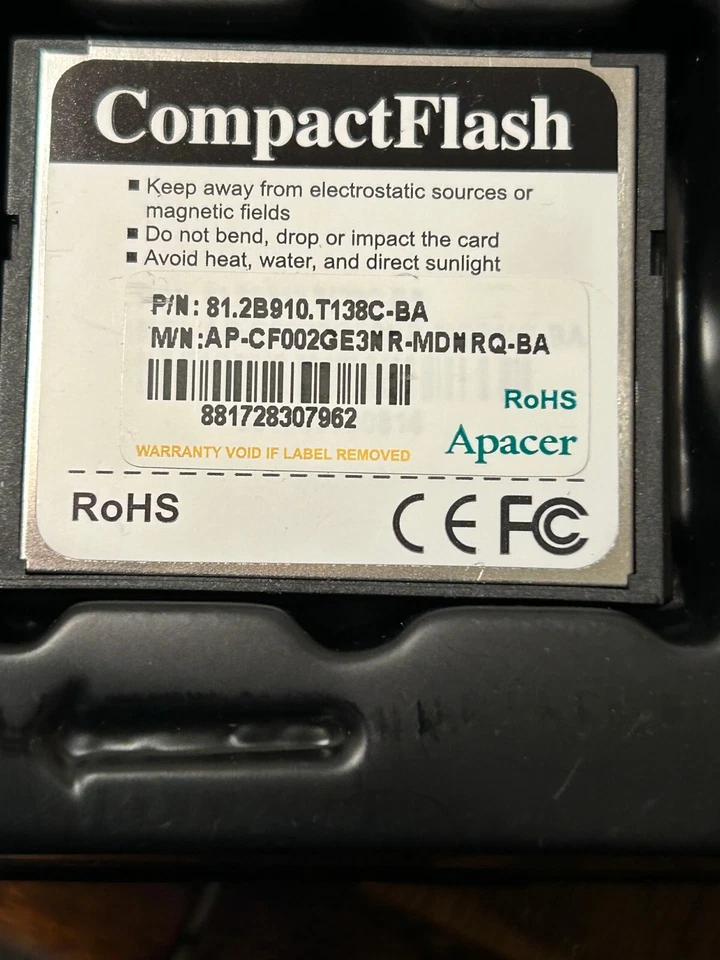 CompactFlash
▪ Keep away from electrostatic sources or
magnetic fields
▪ Do not bend, drop or impact the card
▪ Avoid heat, water, and direct sunlight
P/N: 81.2B910.T138C-BA
M/N:AP-CF002GE3NR-MDNRQ-BA
881728307962
RoHS
WARRANTY VOID IF LABEL REMOVED
Apacer
RoHS
CE FC